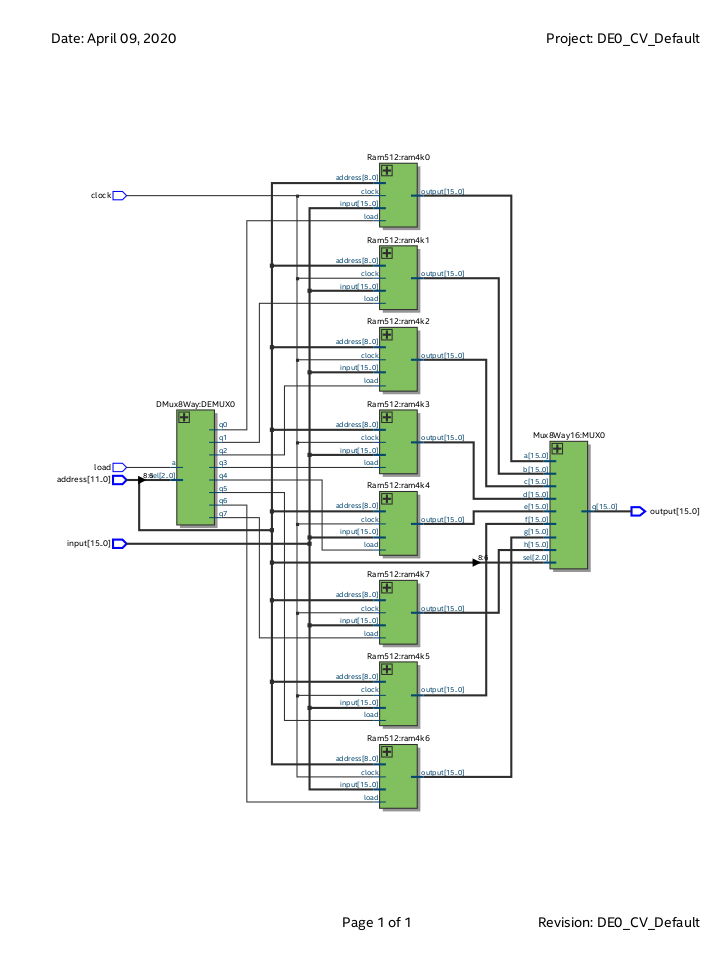 Date: April 09, 2020
Project: DE0_CV_Default
Ram512:ram4k0
address[8..0]
clock
clock
output[15..0]
input[15..0]
load
Ram512:ram4k1
address[8..0]
clock
output[15..0]
input[15..0]
load
Ram512:ram4k2
address[8..0]
clock
output[15..0]
input[15..0]
load
DMux8Way:DEMUX0
Ram512:ram4k3
q0
address[8..0]
q1
clock
output[15..0]
q2
input[15..0]
load
a
q3
load
address[11..0]
8:6
sel[2..0]
q4
q5
q6
q7
Mux8Way16:MUX0
a[15..0]
b[15..0]
c[15..0]
d[15..0]
e[15..0]
f[15..0]
g[15..0]
h[15..0]
8:6
sel[2..0]
q[15..0]
output[15..0]
Ram512:ram4k4
address[8..0]
clock
output[15..0]
input[15..0]
load
input[15..0]
Ram512:ram4k7
address[8..0]
clock
output[15..0]
input[15..0]
load
Ram512:ram4k5
address[8..0]
clock
output[15..0]
input[15..0]
load
Ram512:ram4k6
address[8..0]
clock
output[15..0]
input[15..0]
load
Page 1 of 1
Revision: DE0_CV_Default